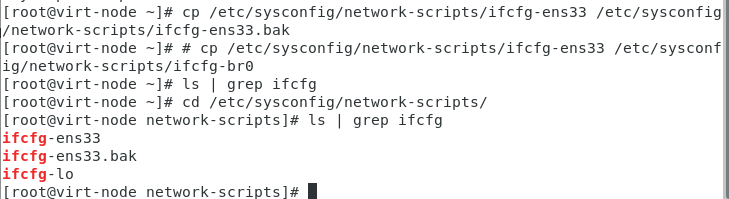 [root@virt-node ~]# cp /etc/sysconfig/network-scripts/ifcfg-ens33 /etc/sysconfig
/network-scripts/ifcfg-ens33.bak
[root@virt-node ~]# # cp /etc/sysconfig/network-scripts/ifcfg-ens33 /etc/sysconf
ig/network-scripts/ifcfg-br0
[root@virt-node ~]# ls | grep ifcfg
[root@virt-node ~]# cd /etc/sysconfig/network-scripts/
[root@virt-node network-scripts]# ls | grep ifcfg
ifcfg-ens33
ifcfg-ens33.bak
ifcfg-lo
[root@virt-node network-scripts]#